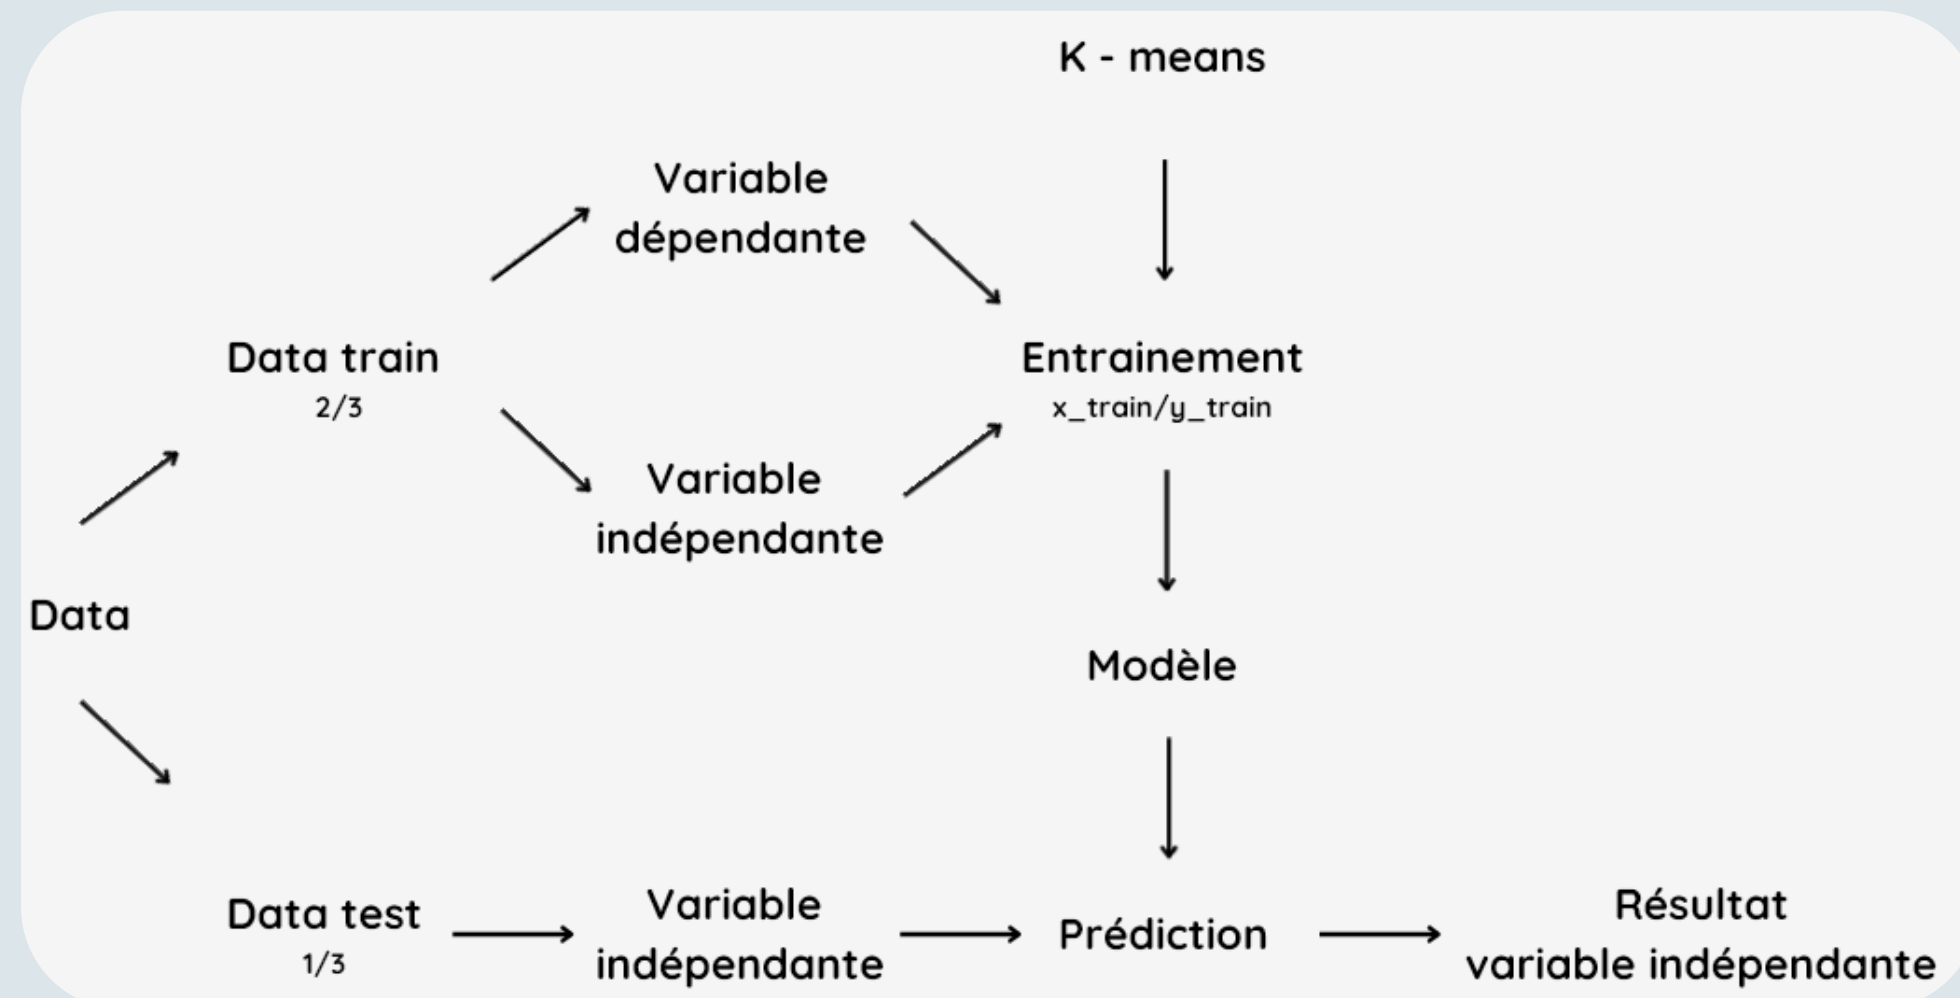 K - means
Variable
dépendante
Data train
2/3
Entrainement
x_train/y_train
Variable
indépendante
Data
Modèle
Data test
1/3
Variable
indépendante
Prédiction
Résultat
variable indépendante